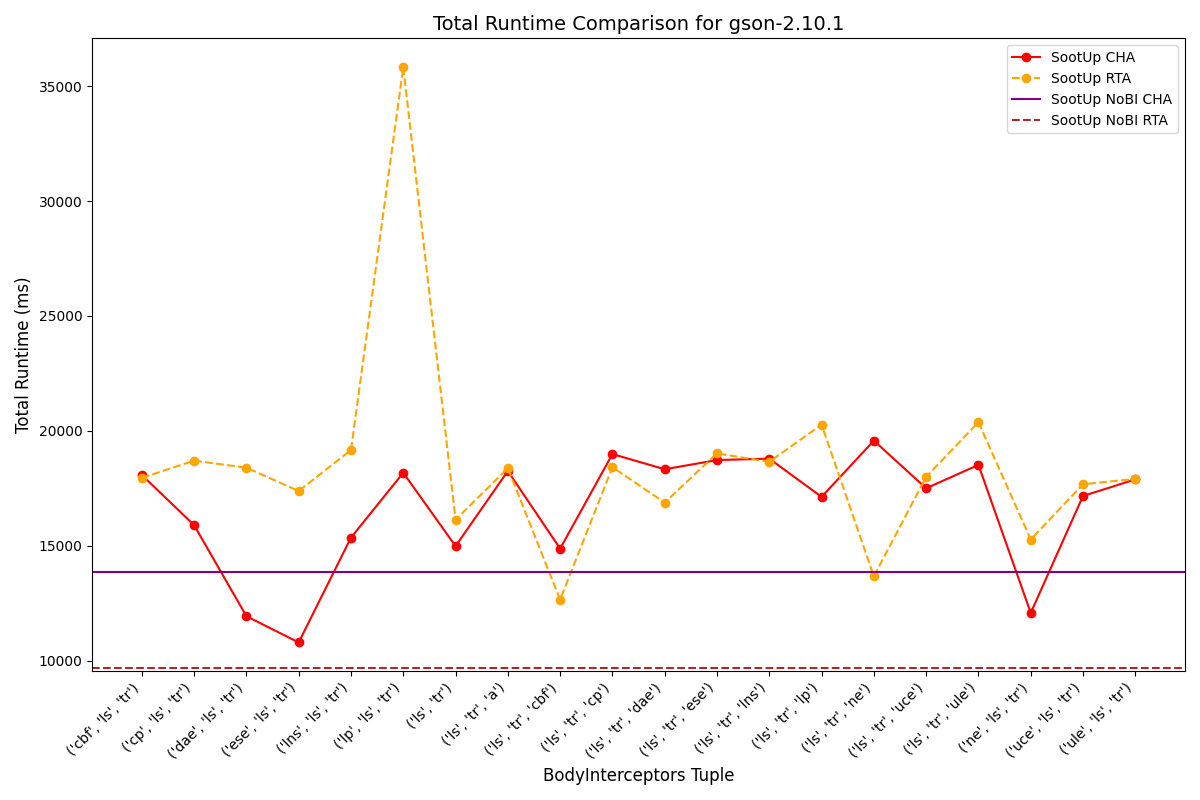 Total Runtime Comparison for gson-2.10.1
SootUp CHA
SootUp RTA
SootUp NoBI CHA
SootUp NoBI RTA
Total Runtime (ms)
35000
30000
25000
20000
15000
10000
('cbf', 'ls', 'tr')
('cp', 'ls', 'tr')
('dae', 'ls', 'tr')
('ese', 'ls', 'tr')
('lns', 'ls', 'tr')
('lp', 'ls', 'tr')
('ls', 'tr')
('ls', 'tr', 'a')
('ls', 'tr', 'cbf')
('ls', 'tr', 'cp')
('ls', 'tr', 'dae')
('ls', 'tr', 'ese')
('ls', 'tr', 'lns')
('ls', 'tr', 'lp')
('ls', 'tr', 'ne')
('ls', 'tr', 'uce')
('ls', 'tr', 'ule')
('ne', 'ls', 'tr')
('uce', 'ls', 'tr')
('ule', 'ls', 'tr')
BodyInterceptors Tuple